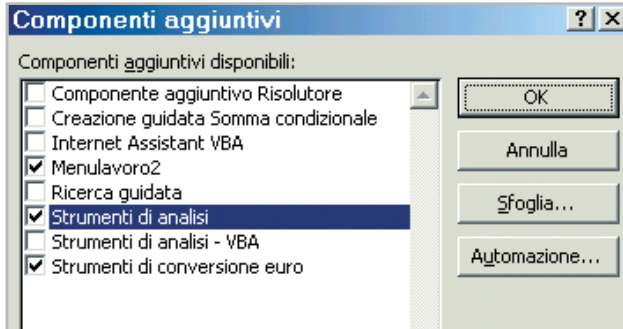 Componenti aggiuntivi
Componenti aggiuntivi disponibili:
Componente aggiuntivo Risolutore
Creazione guidata Somma condizionale
Internet Assistant VBA
Menulavoro2
Ricerca guidata
Strumenti di analisi
Strumenti di analisi - VBA
Strumenti di conversione euro
OK
Annulla
Sfoglia...
Automazione...